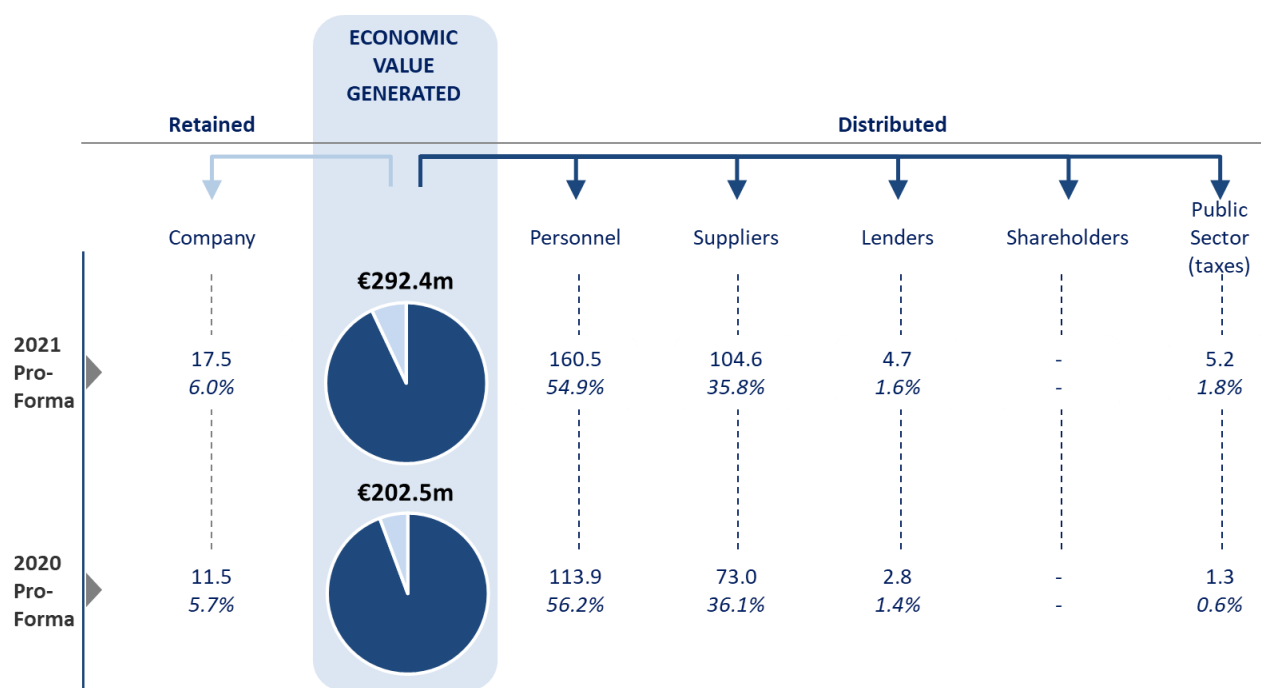 ECONOMIC
VALUE
GENERATED
Retained
Distributed
Company
Personnel
Suppliers
Lenders
Shareholders
Public
Sector
(taxes)
€292.4m
2021
Pro-
Forma
17.5
160.5
104.6
4.7
-
5.2
6.0%
54.9%
35.8%
1.6%
-
1.8%
€202.5m
2020
Pro-
Forma
11.5
113.9
73.0
2.8
-
1.3
5.7%
56.2%
36.1%
1.4%
-
0.6%